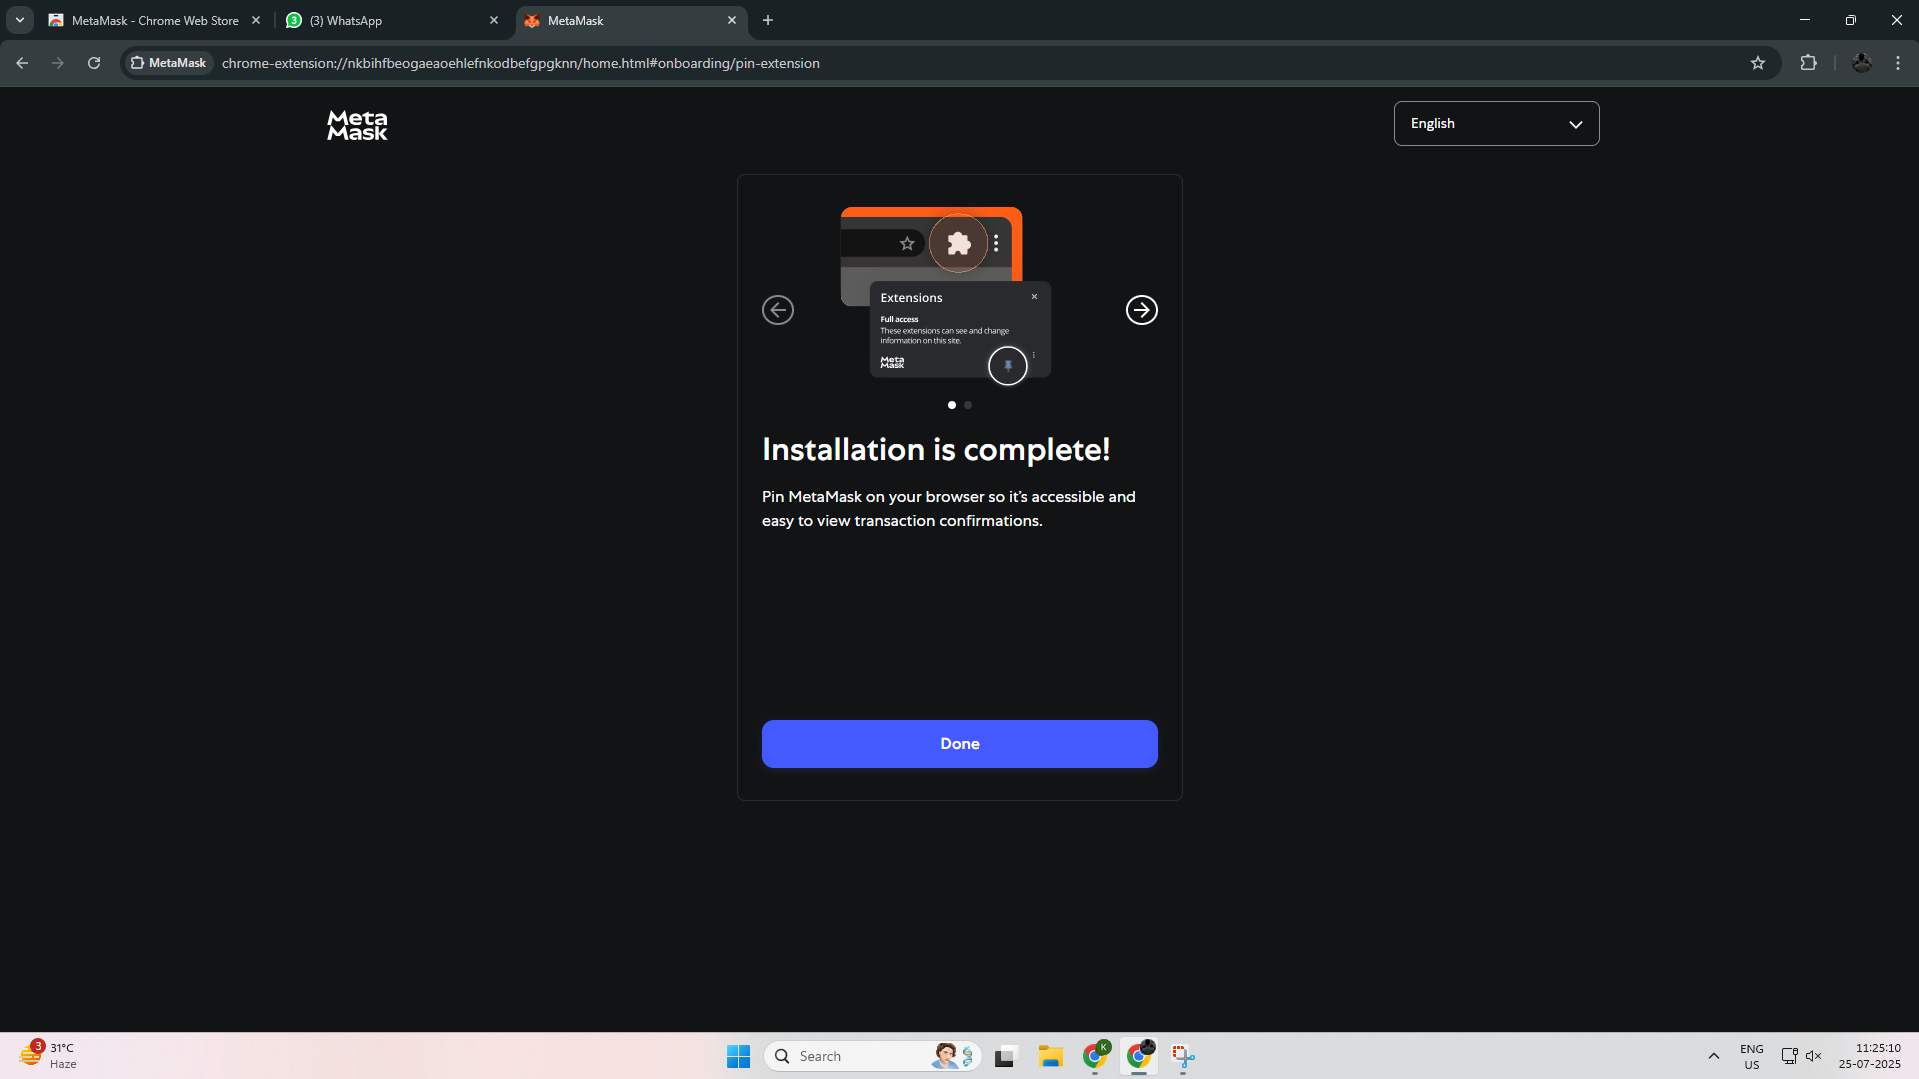 MetaMask - Chrome Web Store
3
(3) WhatsApp
MetaMask
MetaMask
chrome-extension://nkbihfbeogaeaoehlefnkodbefgpgknn/home.html#onboarding/pin-extension
Meta
Mask
English
Extensions
Full access
These extensions can see and change
information on this site.
Meta
Mask
Installation is complete!
Pin MetaMask on your browser so it’s accessible and
easy to view transaction confirmations.
Done
3
31°C
Haze
Search
K
ENG
US
11:25:10
25-07-2025